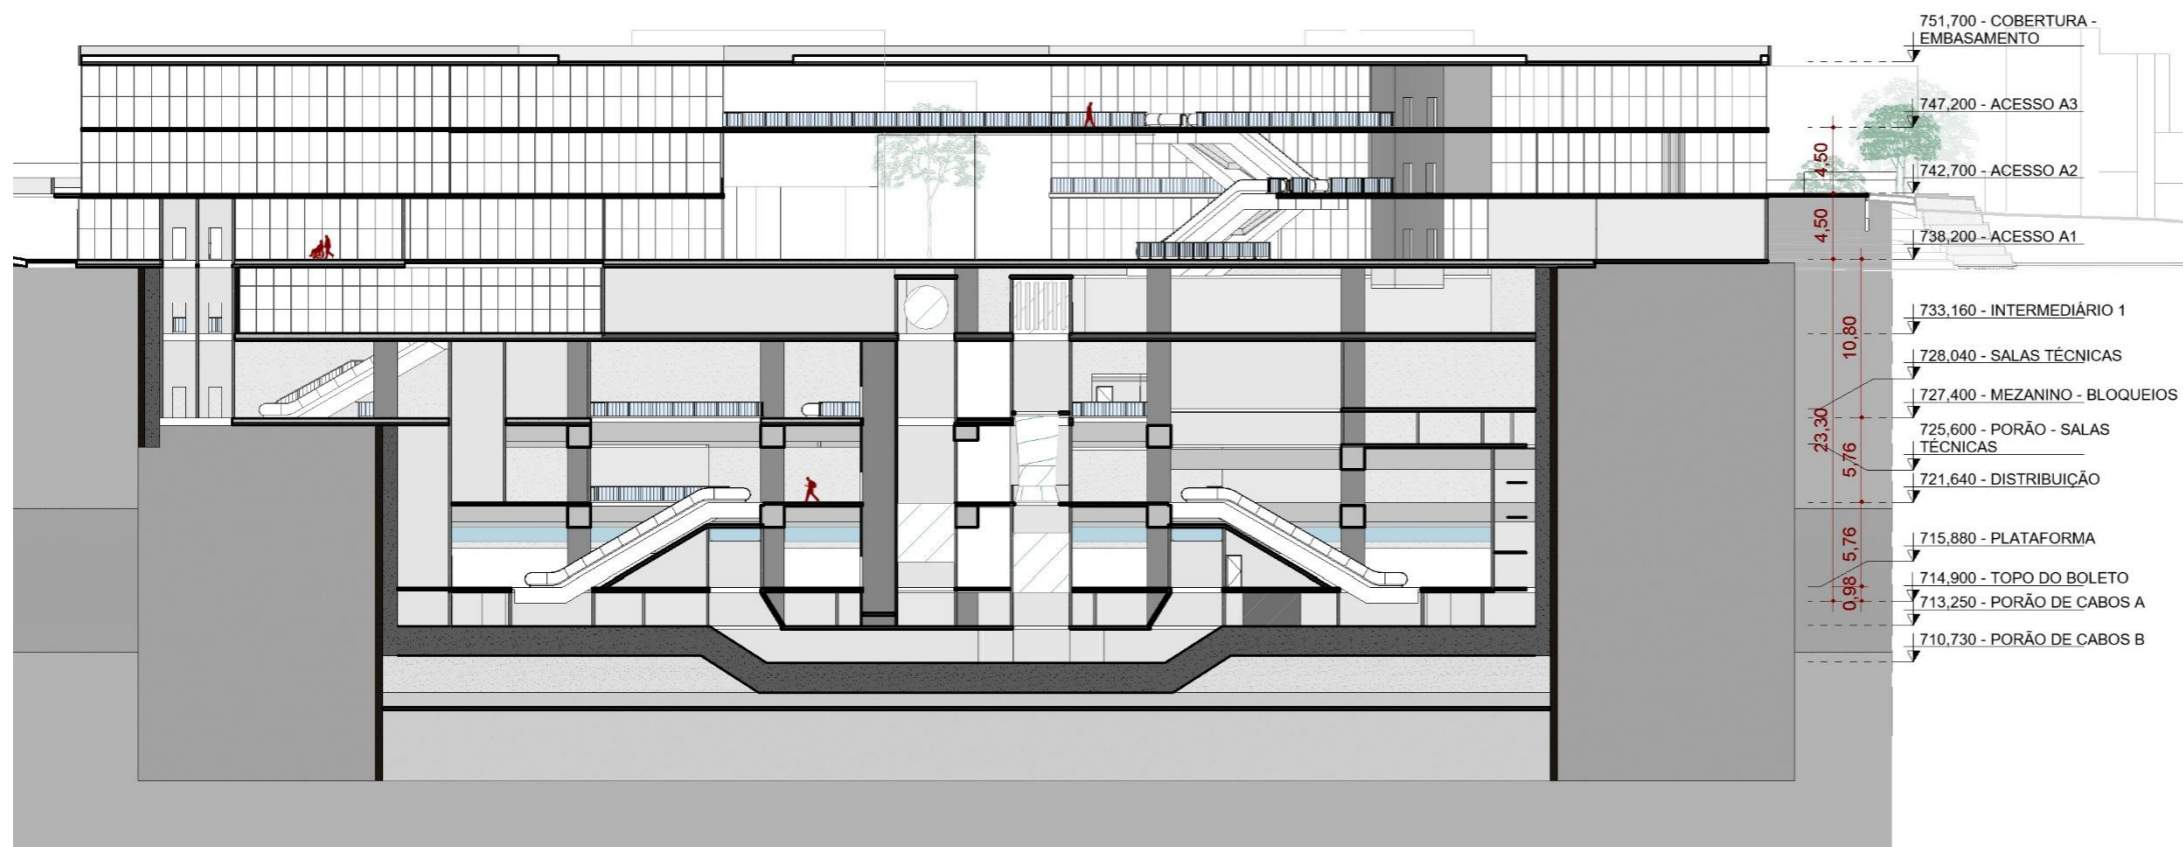 751,700 - COBERTURA -
EMBASAMENTO
747,200 - ACESSO A3
4,50
742,700 - ACESSO A2
4,50
738,200 - ACESSO A1
733,160 - INTERMEDIÁRIO 1
10,80
728,040 - SALAS TÉCNICAS
727,400 - MEZANINO - BLOQUEIOS
23,30
725,600 - PORÃO - SALAS
TÉCNICAS
5,76
721,640 - DISTRIBUIÇÃO
5,76
715,880 - PLATAFORMA
714,900 - TOPO DO BOLETO
0,98
713,250 - PORÃO DE CABOS A
710,730 - PORÃO DE CABOS B